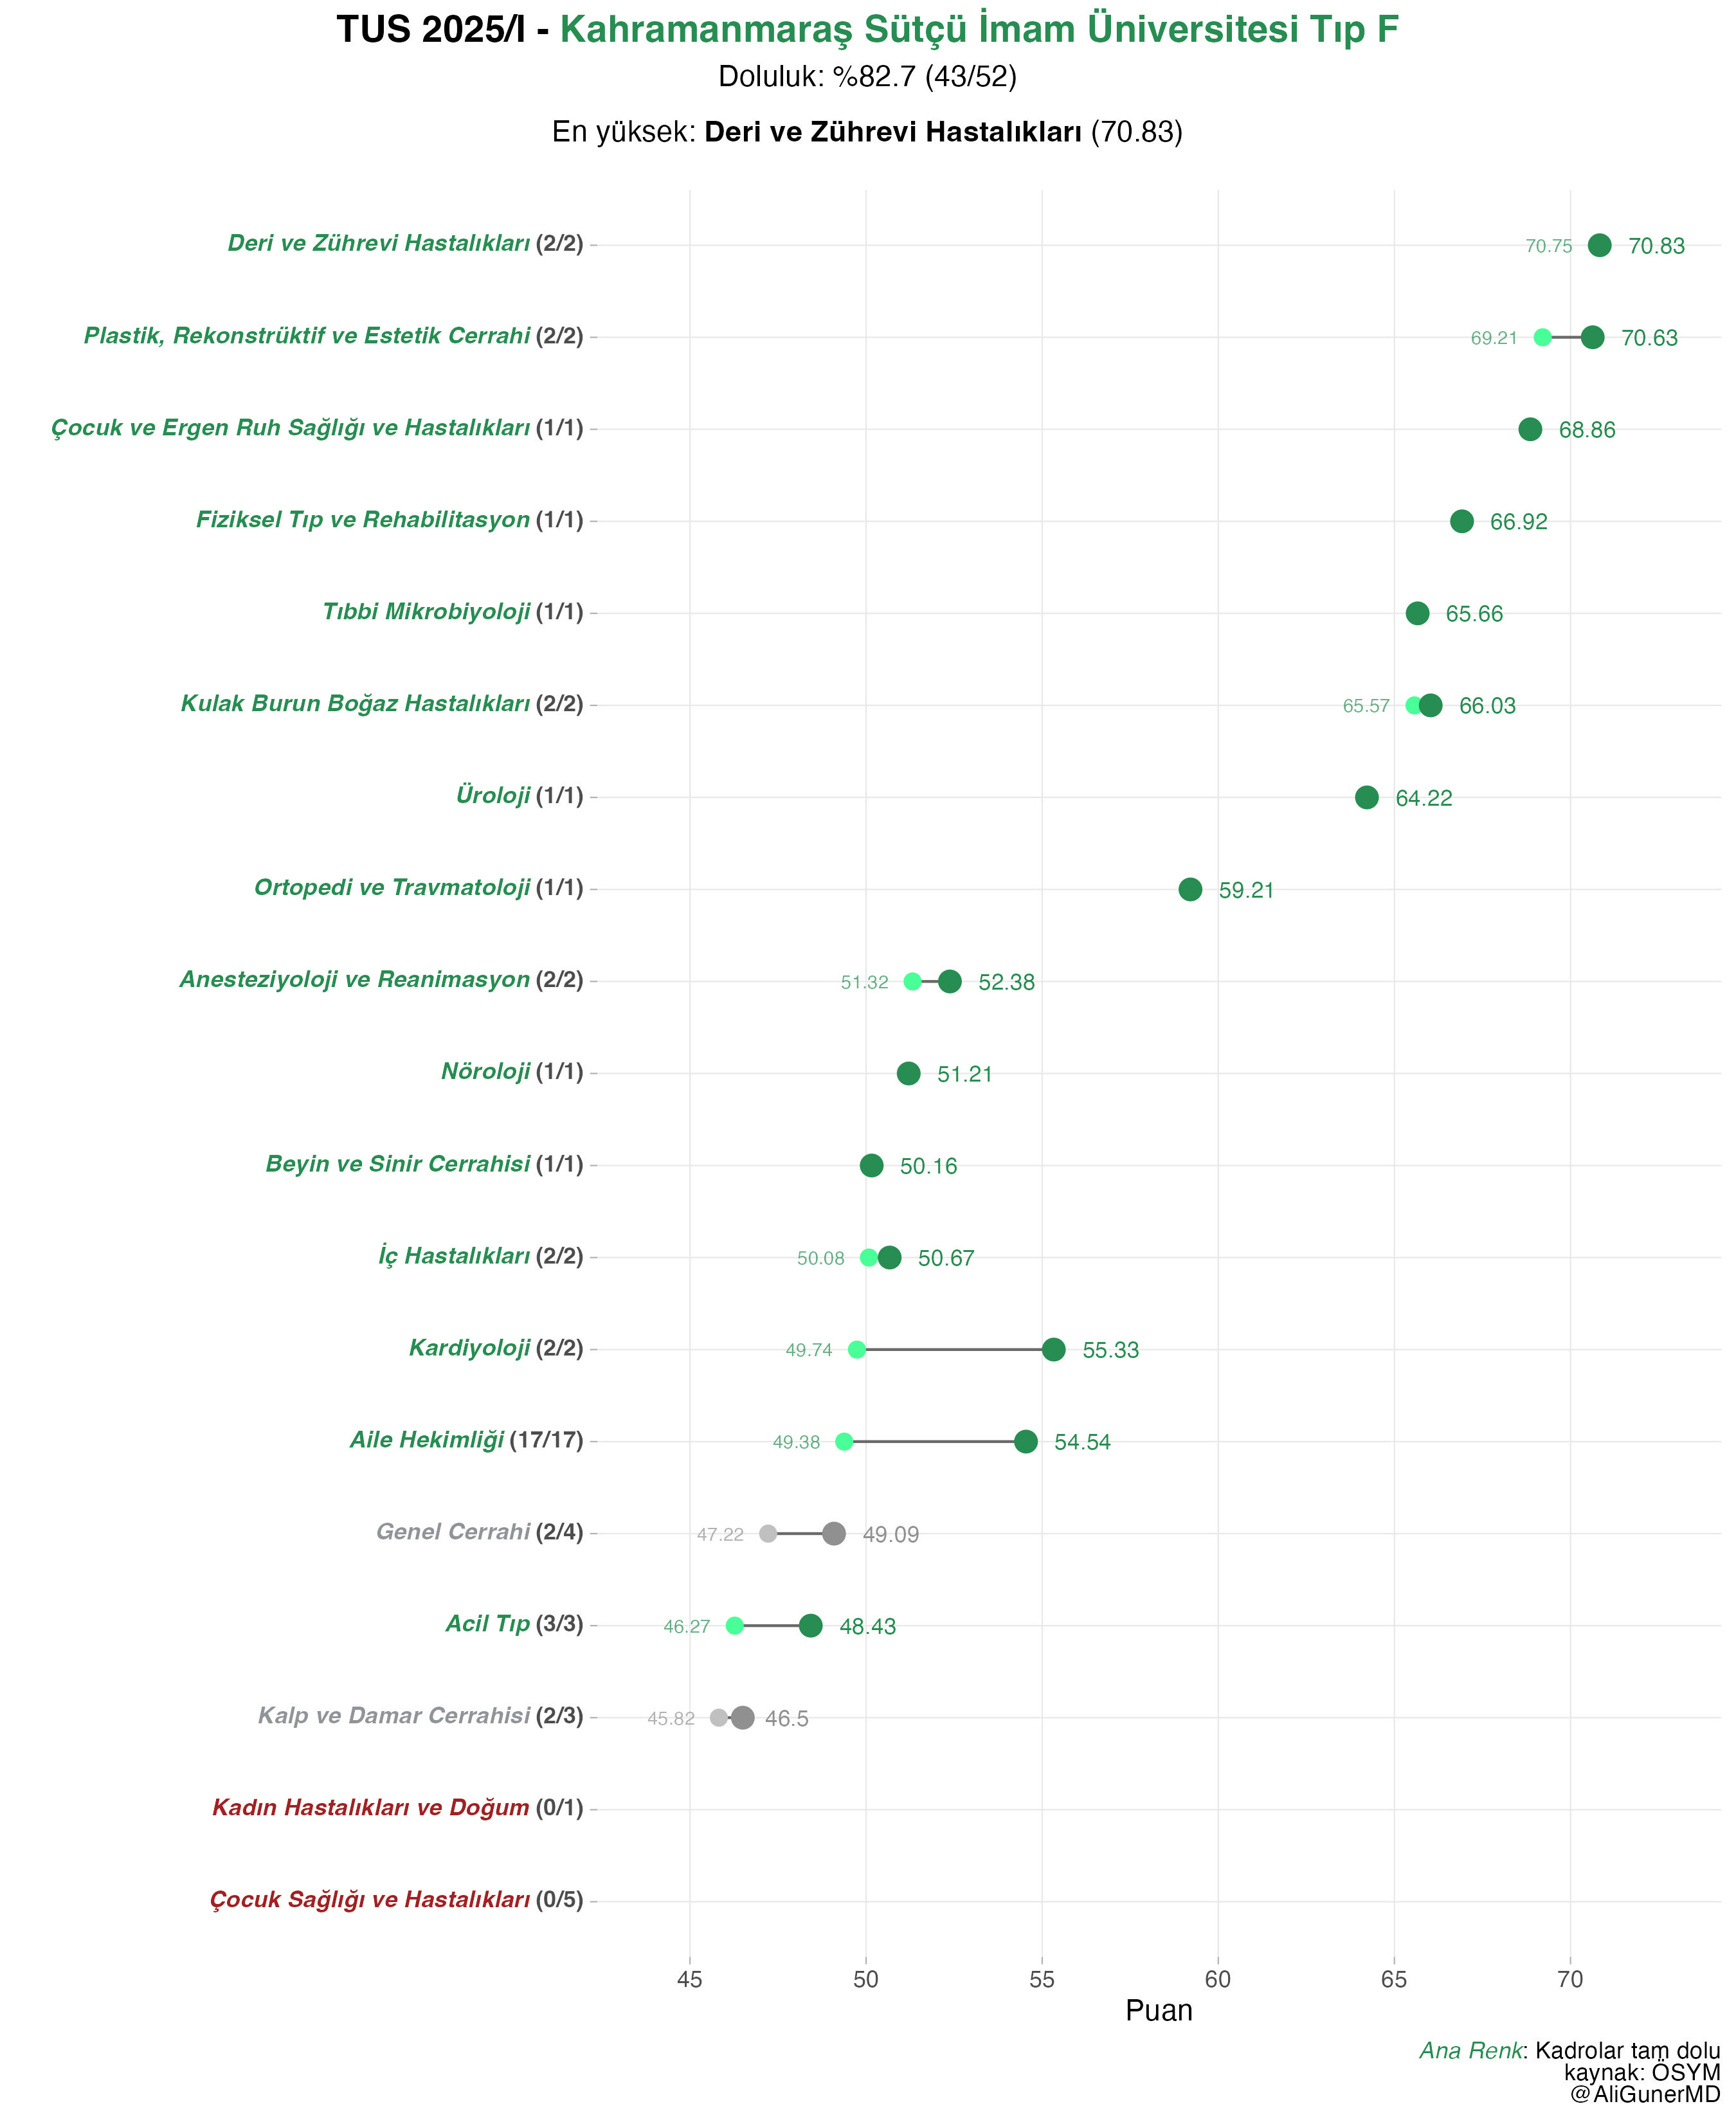 TUS 2025/I - Kahramanmaraş Sütçü İmam Üniversitesi Tıp F
Doluluk: %82.7 (43/52)
En yüksek: Deri ve Zührevi Hastalıkları (70.83)
Deri ve Zührevi Hastalıkları (2/2) 70.75 70.83
Plastik, Rekonstrüktif ve Estetik Cerrahi (2/2) 69.21 70.63
Çocuk ve Ergen Ruh Sağlığı ve Hastalıkları (1/1) 68.86
Fiziksel Tıp ve Rehabilitasyon (1/1) 66.92
Tıbbi Mikrobiyoloji (1/1) 65.66
Kulak Burun Boğaz Hastalıkları (2/2) 65.57 66.03
Üroloji (1/1) 64.22
Ortopedi ve Travmatoloji (1/1) 59.21
Anesteziyoloji ve Reanimasyon (2/2) 51.32 52.38
Nöroloji (1/1) 51.21
Beyin ve Sinir Cerrahisi (1/1) 50.16
İç Hastalıkları (2/2) 50.08 50.67
Kardiyoloji (2/2) 49.74 55.33
Aile Hekimliği (17/17) 49.38 54.54
Genel Cerrahi (2/4) 47.22 49.09
Acil Tıp (3/3) 46.27 48.43
Kalp ve Damar Cerrahisi (2/3) 45.82 46.5
Kadın Hastalıkları ve Doğum (0/1)
Çocuk Sağlığı ve Hastalıkları (0/5)
45 50 55 60 65 70
Puan
Ana Renk: Kadrolar tam dolu
kaynak: ÖSYM
@AliGunerMD